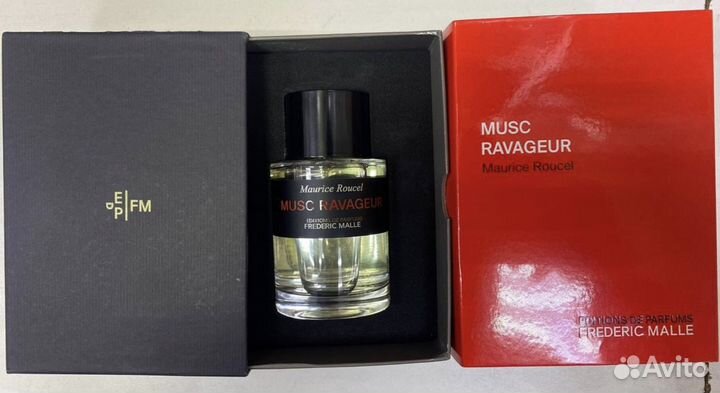 E
D P | FM
Maurice Roucel
MUSC RAVAGEUR
EDITIONS DE PARFUMS
FREDERIC MALLE
MUSC
RAVAGEUR
Maurice Roucel
EDITIONS DE PARFUMS
FREDERIC MALLE
Avito